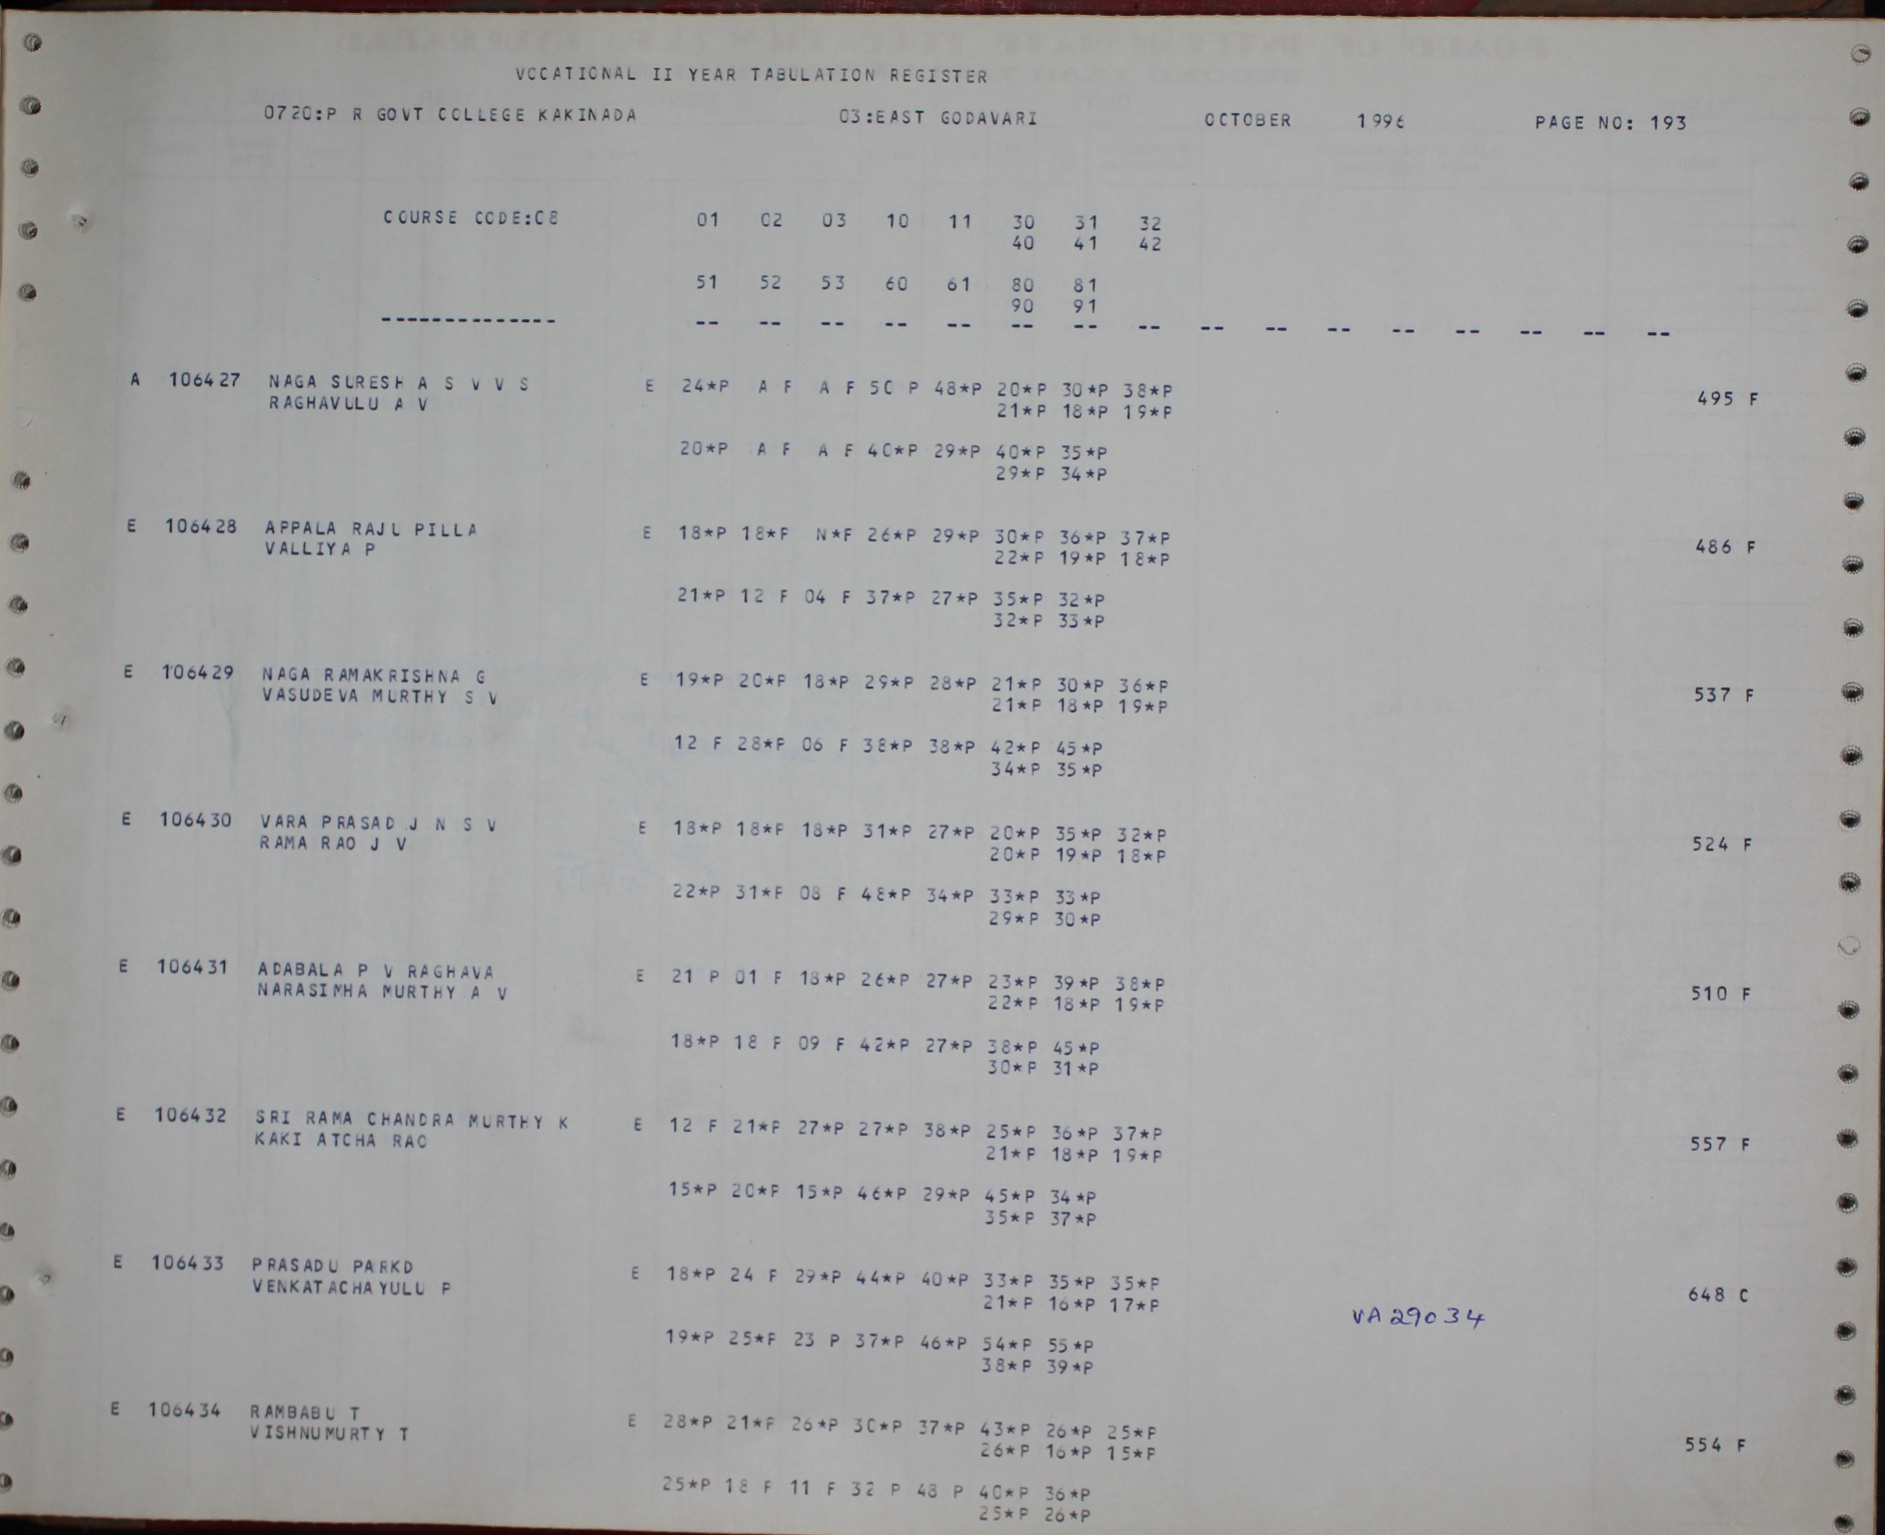 VOCATIONAL II YEAR TABULATION REGISTER
0720:P R GOVT COLLEGE KAKINADA 03:EAST GODAVARI OCTOBER 1996 PAGE NO: 193
COURSE CODE:08 01 02 03 10 11 30 31 32
40 41 42
51 52 53 60 61 80 81
90 91
-------------- -- -- -- -- -- -- -- -- -- -- -- -- -- -- -- --
A 106427 NAGA SURESH A S V V S E 24*P A F A F 50 P 48*P 20*P 30*P 38*P
RAGHAVULU A V 21*P 18*P 19*P 495 F
20*P A F A F 40*P 29*P 40*P 35*P
29*P 34*P
E 106428 APPALA RAJU PILLA E 18*P 18*P N*F 26*P 29*P 30*P 36*P 37*P
VALLIYA P 22*P 19*P 18*P 486 F
21*P 12 F 04 F 37*P 27*P 35*P 32*P
32*P 33*P
E 106429 NAGA RAMAKRISHNA G E 19*P 20*P 18*P 29*P 28*P 21*P 30*P 36*P
VASUDEVA MURTHY S V 21*P 18*P 19*P 537 F
12 F 28*P 06 F 38*P 38*P 42*P 45*P
34*P 35*P
E 106430 VARA PRASAD J N S V E 18*P 18*P 18*P 31*P 27*P 20*P 35*P 32*P
RAMA RAO J V 20*P 19*P 18*P 524 F
22*P 31*P 08 F 48*P 34*P 33*P 33*P
29*P 30*P
E 106431 ADABALA P V RAGHAVA E 21 P 01 F 18*P 26*P 27*P 23*P 39*P 38*P
NARASIMHA MURTHY A V 22*P 18*P 19*P 510 F
18*P 18 F 09 F 42*P 27*P 38*P 45*P
30*P 31*P
E 106432 SRI RAMA CHANDRA MURTHY K E 12 F 21*P 27*P 27*P 38*P 25*P 36*P 37*P
KAKI ATCHA RAO 21*P 18*P 19*P 557 F
15*P 20*P 15*P 46*P 29*P 45*P 34*P
35*P 37*P
E 106433 PRASADU PARKD E 18*P 24 F 29*P 44*P 40*P 33*P 35*P 35*P
VENKATACHAYULU P 21*P 16*P 17*P 648 C
VA29034
19*P 25*P 23 P 37*P 46*P 54*P 55*P
38*P 39*P
E 106434 RAMBABU T E 28*P 21*P 26*P 30*P 37*P 43*P 26*P 25*P
VISHNUMURTY T 26*P 16*P 15*P 554 F
25*P 18 F 11 F 32 P 48 P 40*P 36*P
25*P 26*P